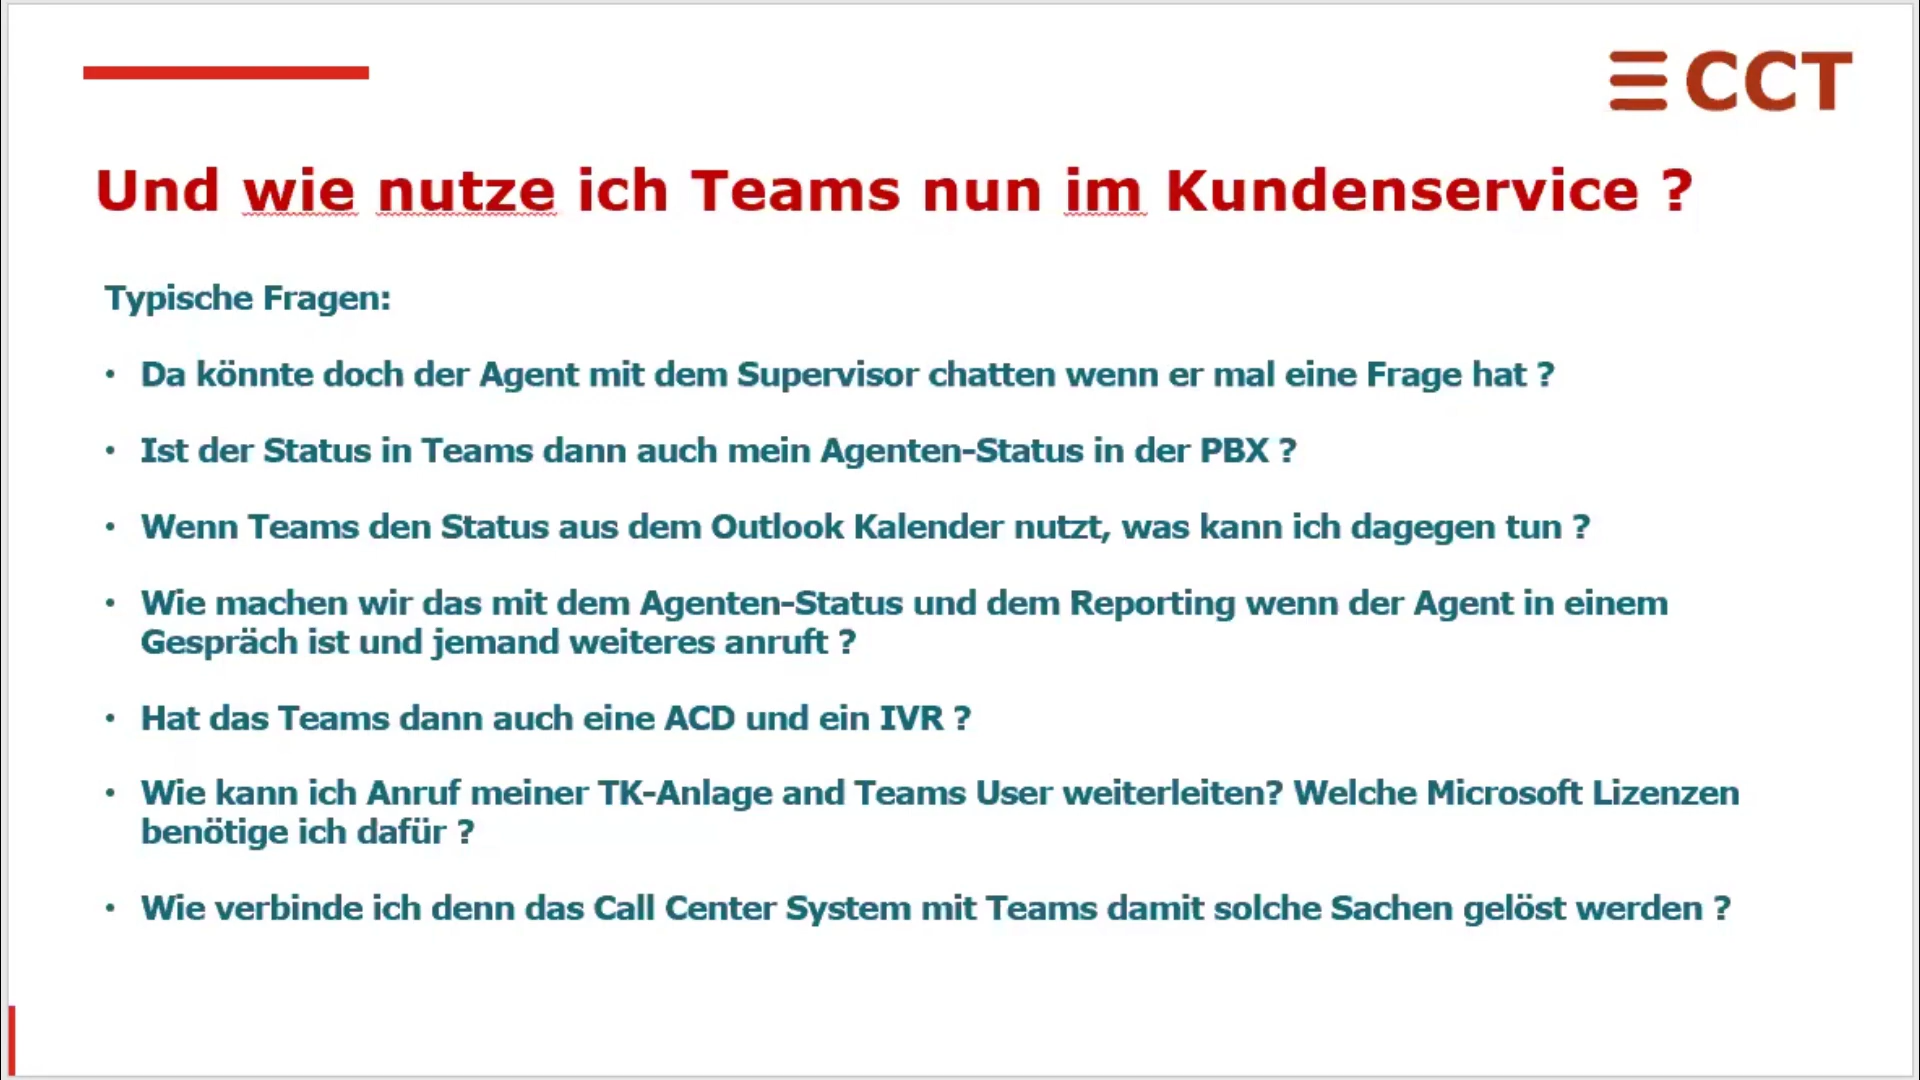 CCT
Und wie nutze ich Teams nun im Kundenservice ?
Typische Fragen:
• Da könnte doch der Agent mit dem Supervisor chatten wenn er mal eine Frage hat ?
• Ist der Status in Teams dann auch mein Agenten-Status in der PBX ?
• Wenn Teams den Status aus dem Outlook Kalender nutzt, was kann ich dagegen tun ?
• Wie machen wir das mit dem Agenten-Status und dem Reporting wenn der Agent in einem
Gespräch ist und jemand weiteres anruft ?
• Hat das Teams dann auch eine ACD und ein IVR ?
• Wie kann ich Anruf meiner TK-Anlage and Teams User weiterleiten? Welche Microsoft Lizenzen
benötige ich dafür ?
• Wie verbinde ich denn das Call Center System mit Teams damit solche Sachen gelöst werden ?